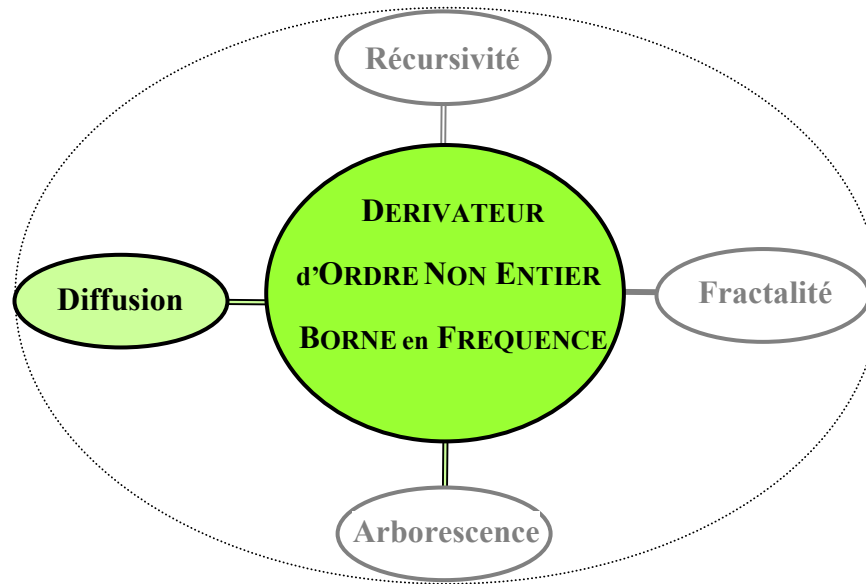 Récursivité
DERIVATEUR
d'ORDRE NON ENTIER
BORNE en FREQUENCE
Diffusion
Fractalité
Arborescence